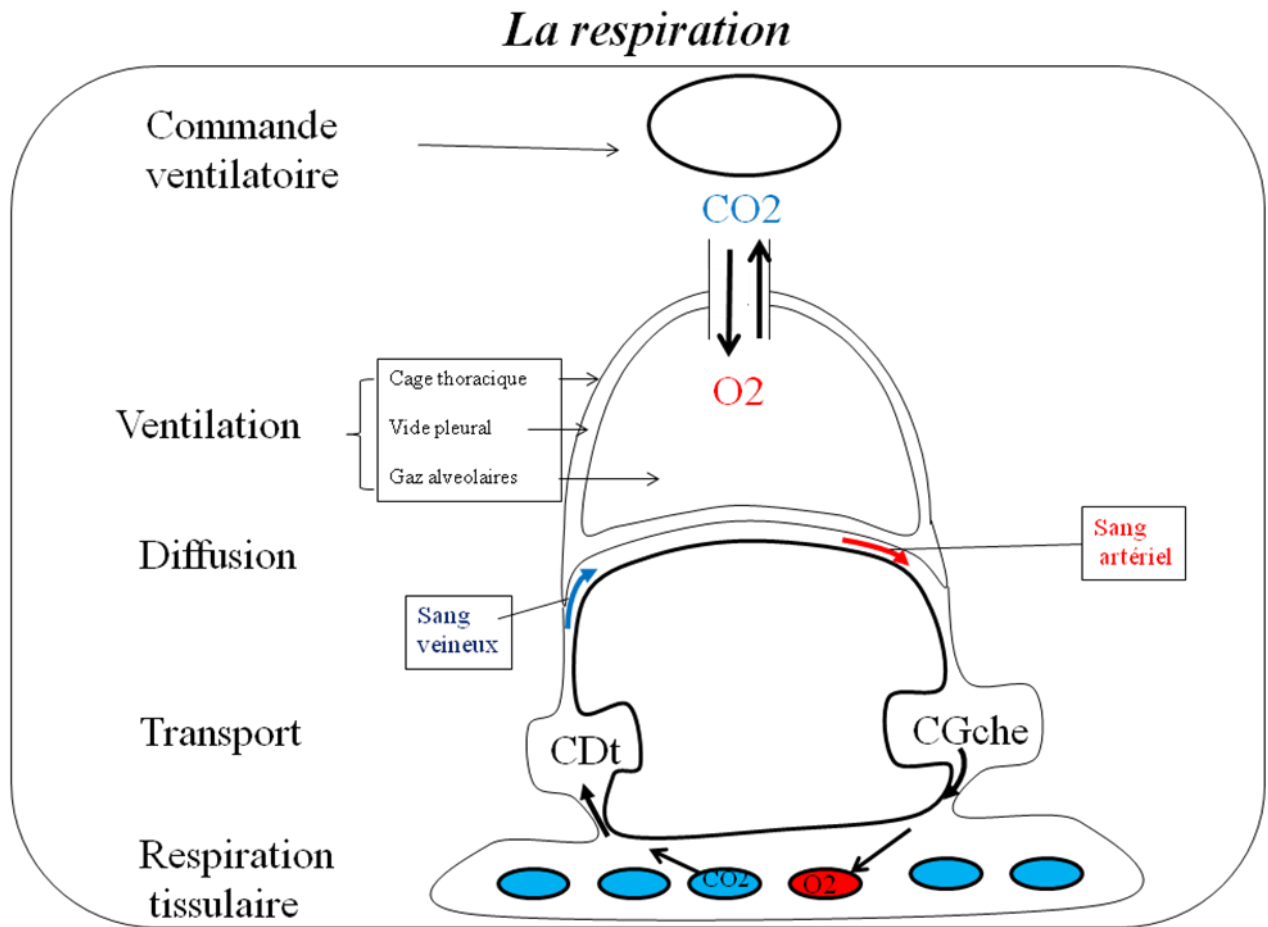 La respiration
Commande
ventilatoire
CO2
Cage thoracique
O2
Ventilation
Vide pleural
Gaz alveolaires
Diffusion
Sang
artériel
Sang
veineux
Transport
CDt
CGche
Respiration
tissulaire
CO2
O2